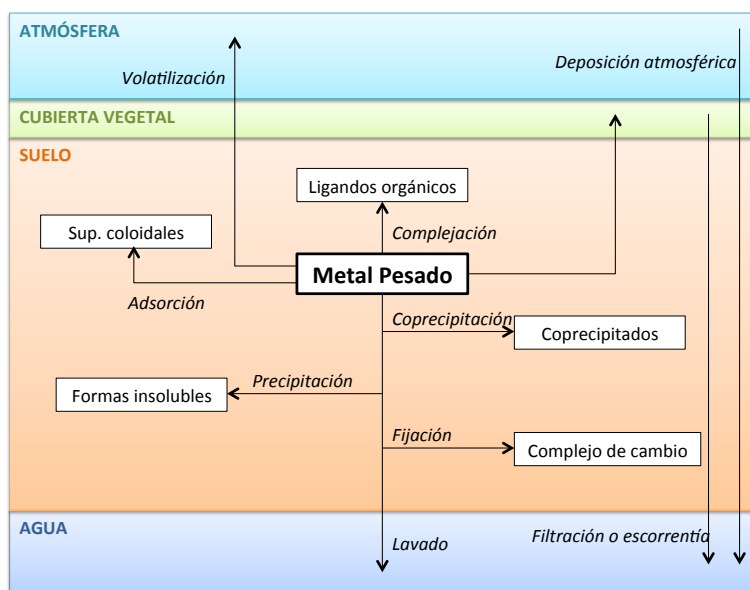 ATMÓSFERA
Volatilización
Deposición atmosférica
CUBIERTA VEGETAL
SUELO
Ligandos orgánicos
Sup. coloidales
Complejación
Metal Pesado
Adsorción
Coprecipitación
Coprecipitados
Precipitación
Formas insolubles
Fijación
Complejo de cambio
AGUA
Lavado
Filtración o escorrentía